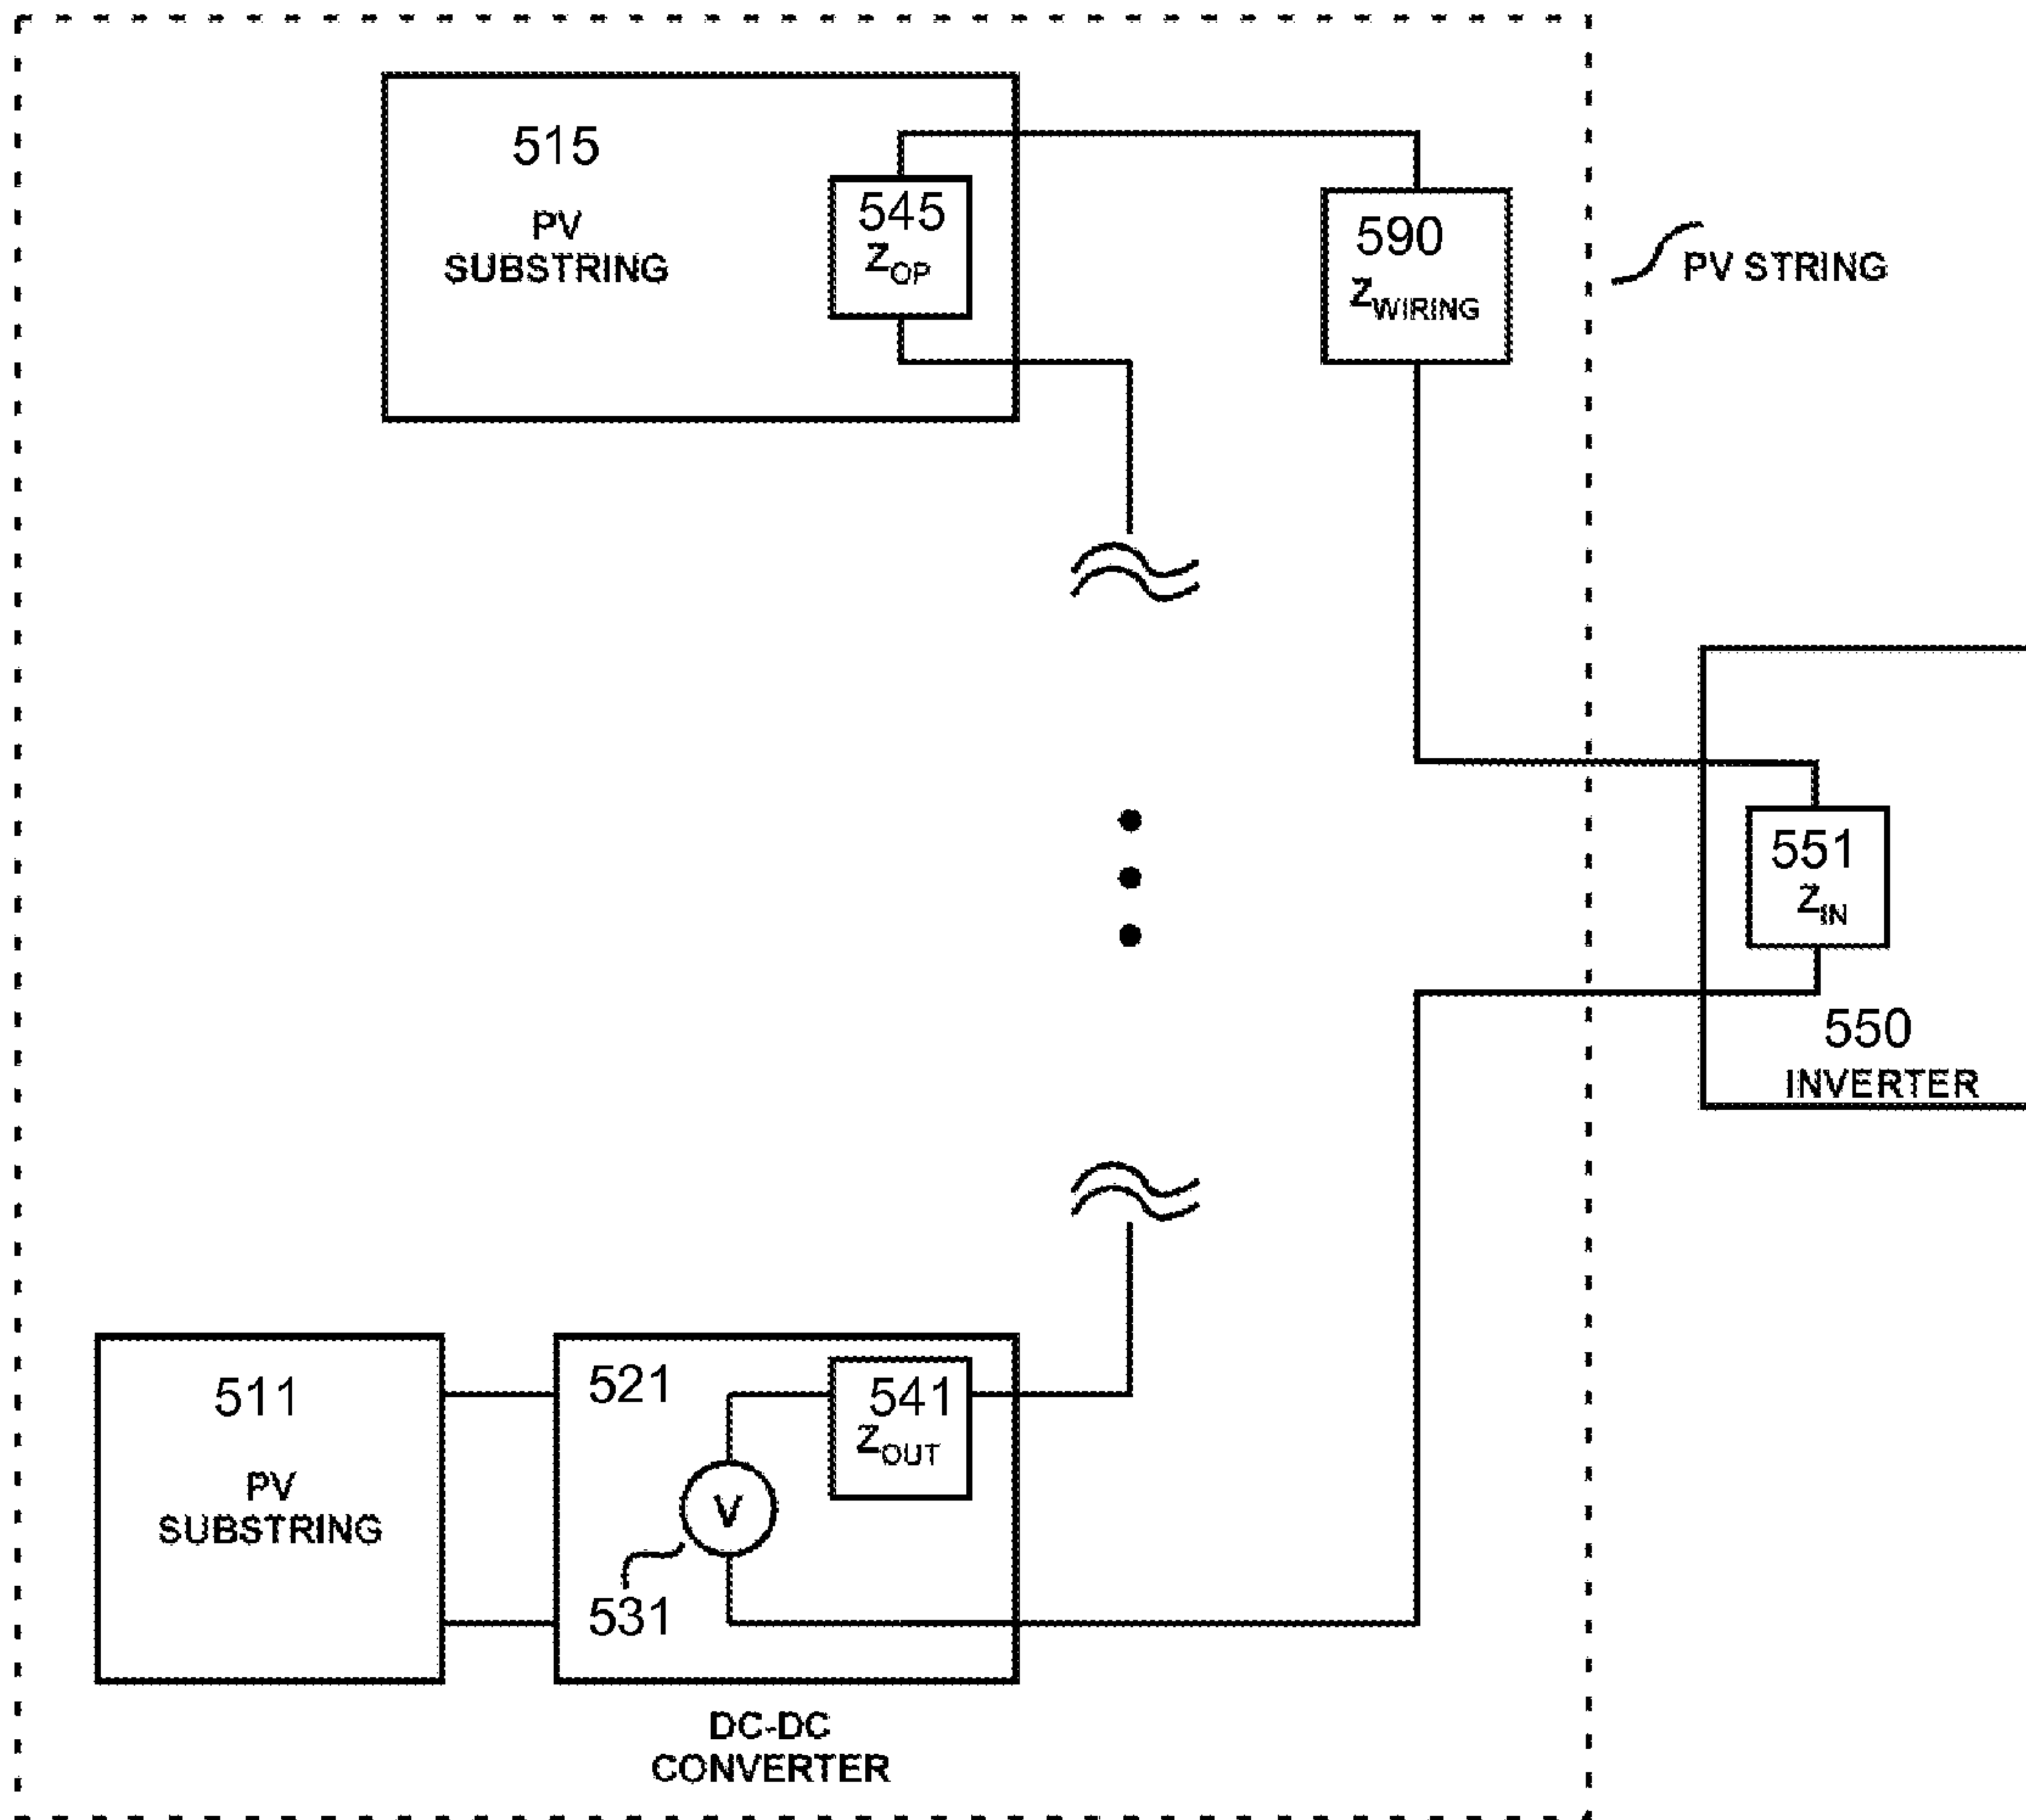 515
PV
SUBSTRING
545
ZOP
590
ZWIRING
PV STRING
551
ZIN
550
INVERTER
511
PV
SUBSTRING
521
541
ZOUT
V
531
DC-DC
CONVERTER